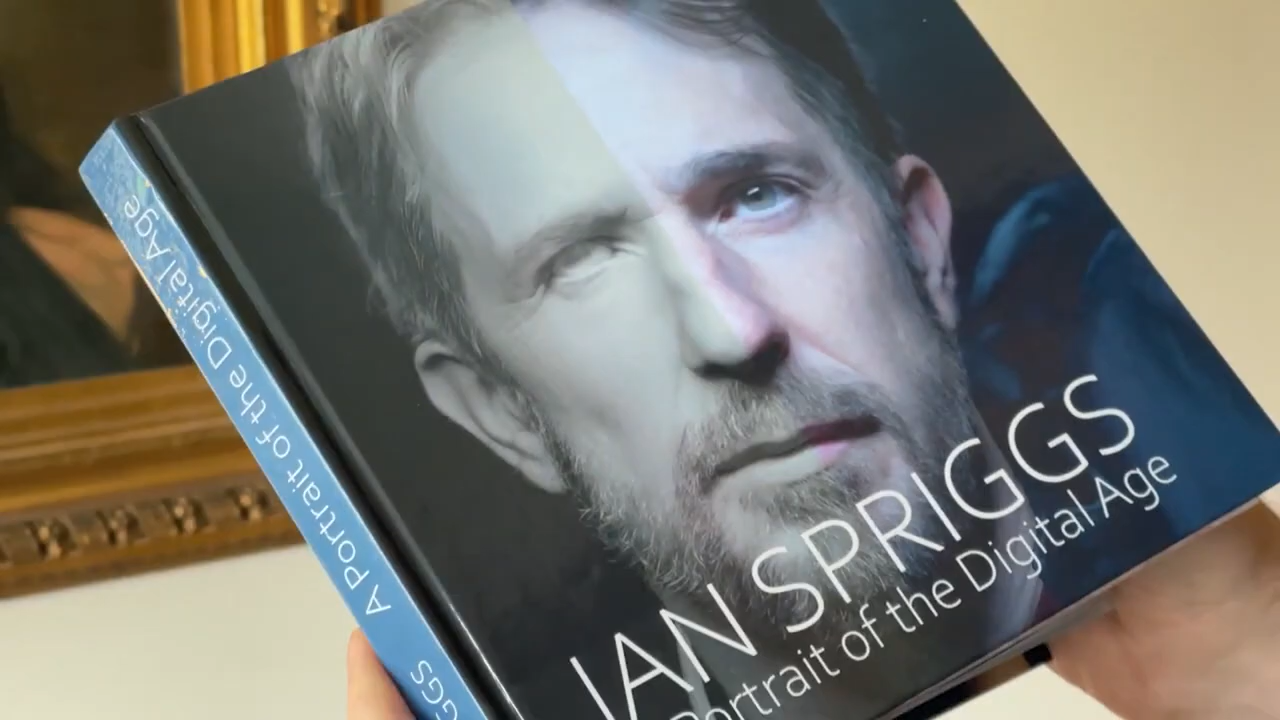 IAN SPRIGGS
Portrait of the Digital Age
A Portrait of the Digital Age
GGS